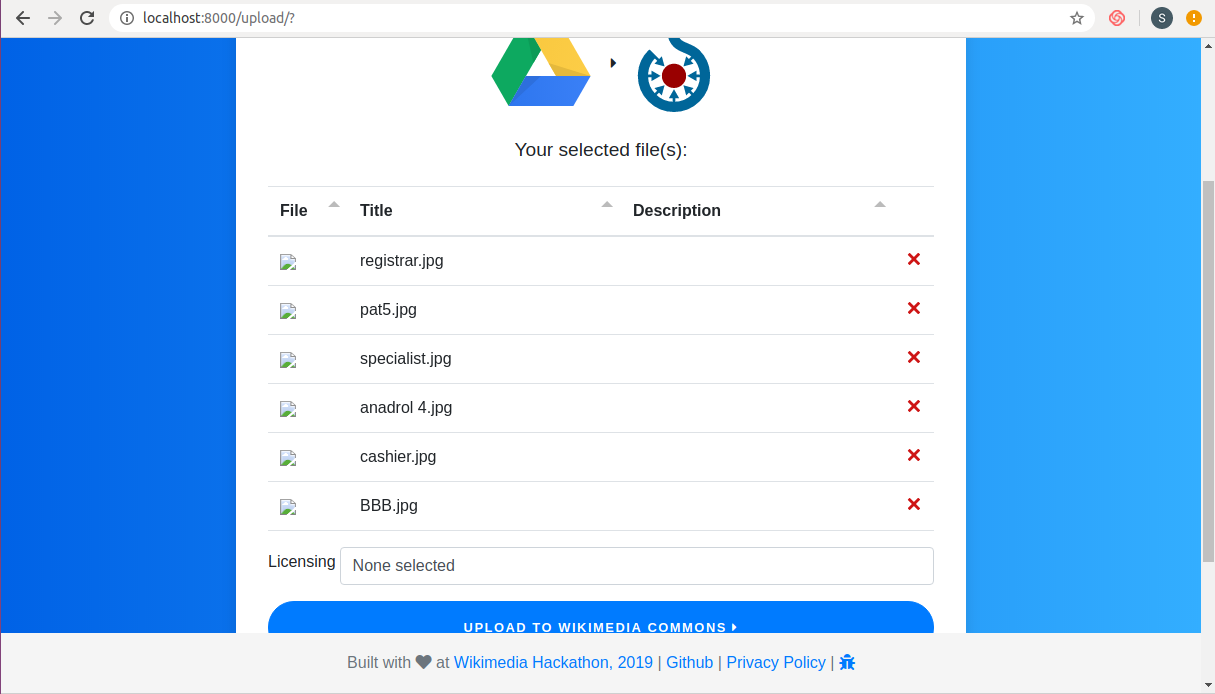 localhost:8000/upload/?
S
Your selected file(s):
File Title Description
registrar.jpg
pat5.jpg
specialist.jpg
anadrol 4.jpg
cashier.jpg
BBB.jpg
Licensing None selected
UPLOAD TO WIKIMEDIA COMMONS
Built with at Wikimedia Hackathon, 2019 | Github | Privacy Policy |